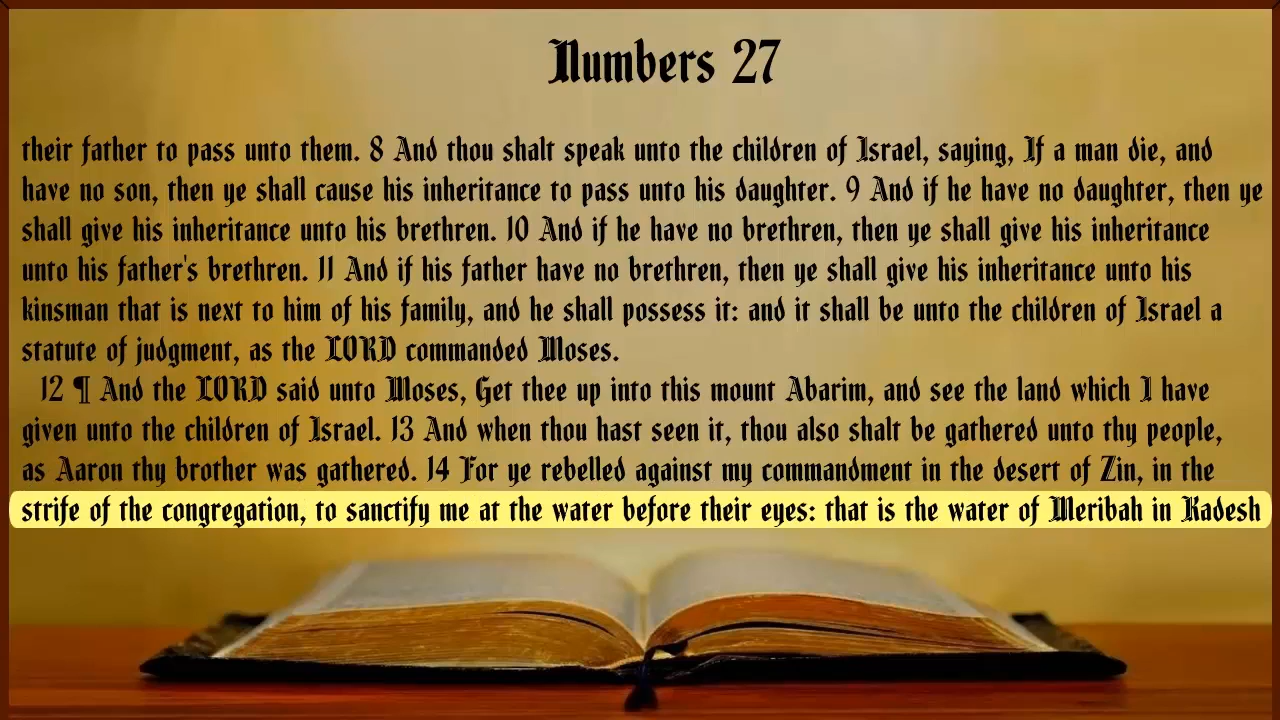 Numbers 27
their father to pass unto them. 8 And thou shalt speak unto the children of Israel, saying, If a man die, and
have no son, then ye shall cause his inheritance to pass unto his daughter. 9 And if he have no daughter, then ye
shall give his inheritance unto his brethren. 10 And if he have no brethren, then ye shall give his inheritance
unto his father's brethren. 11 And if his father have no brethren, then ye shall give his inheritance unto his
kinsman that is next to him of his family, and he shall possess it: and it shall be unto the children of Israel a
statute of judgment, as the LORD commanded Moses.
12 ¶ And the LORD said unto Moses, Get thee up into this mount Abarim, and see the land which I have
given unto the children of Israel. 13 And when thou hast seen it, thou also shalt be gathered unto thy people,
as Aaron thy brother was gathered. 14 For ye rebelled against my commandment in the desert of Zin, in the
strife of the congregation, to sanctify me at the water before their eyes: that is the water of Meribah in Kadesh